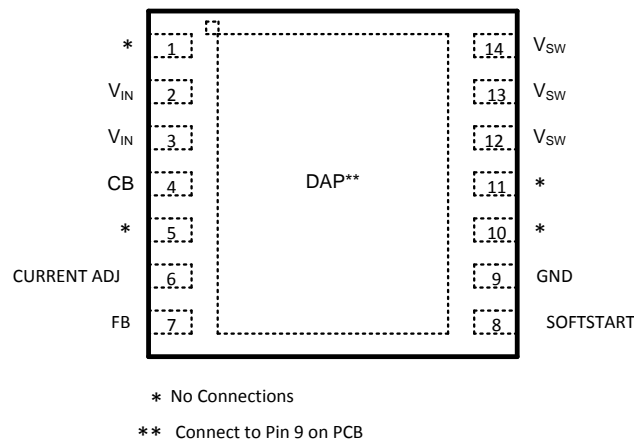 * 1 14 VSW
VIN 2 13 VSW
VIN 3 12 VSW
CB 4 DAP** 11 *
* 5 10 *
CURRENT ADJ 6 9 GND
FB 7 8 SOFTSTART
* No Connections
** Connect to Pin 9 on PCB